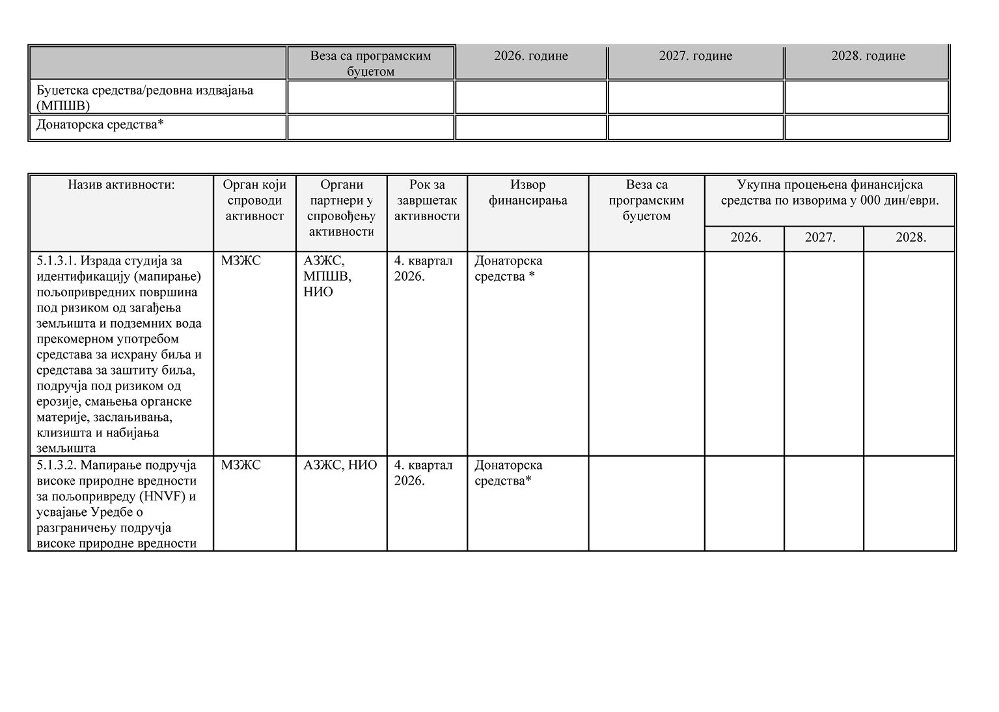 Веза са програмским
буџетом
2026. године
2027. године
2028. године
Буџетска средства/редовна издвајања
(МПШВ)
Донаторска средства*
Назив активности:
Орган који
спроводи
активност
Органи
партнери у
спровођењу
активности
Рок за
завршетак
активности
Извор
финансирања
Веза са
програмским
буџетом
Укупна процењена финансијска
средства по изворима у 000 дин/еври.
2026.
2027.
2028.
5.1.3.1. Израда студија за
идентификацију (мапирање)
пољопривредних површина
под ризиком од загађења
земљишта и подземних вода
прекомерном употребом
средстава за исхрану биља и
средстава за заштиту биља,
подручја под ризиком од
ерозије, смањења органске
материје, заслањивања,
клизишта и набијања
земљишта
МЗЖС
АЗЖС,
МПШВ,
НИО
4. квартал
2026.
Донаторска
средства *
5.1.3.2. Мапирање подручја
високе природне вредности
за пољопривреду (HNVF) и
усвајање Уредбе о
разграничењу подручја
високе природне вредности
МЗЖС
АЗЖС, НИО
4. квартал
2026.
Донаторска
средства*